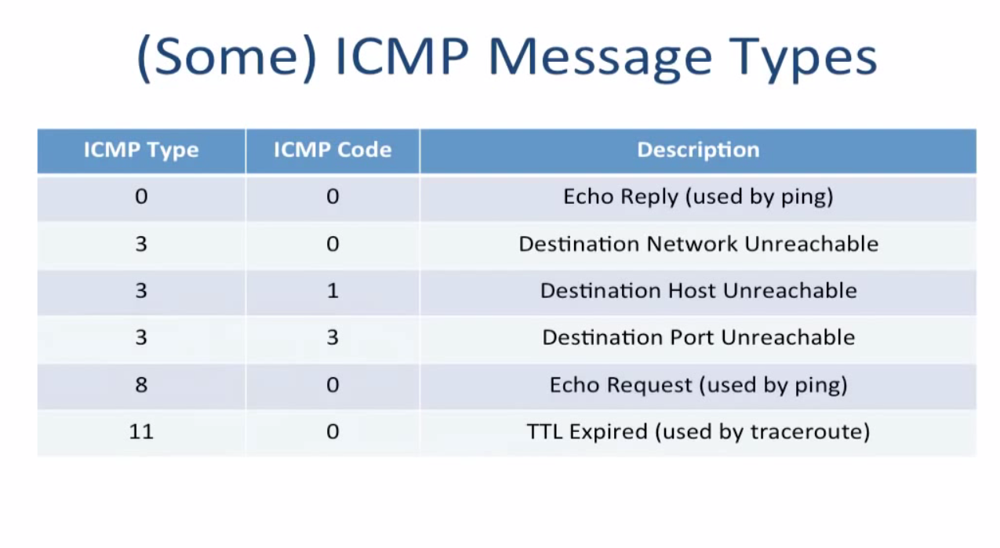 (Some) ICMP Message Types
ICMP Type ICMP Code Description
0 0 Echo Reply (used by ping)
3 0 Destination Network Unreachable
3 1 Destination Host Unreachable
3 3 Destination Port Unreachable
8 0 Echo Request (used by ping)
11 0 TTL Expired (used by traceroute)